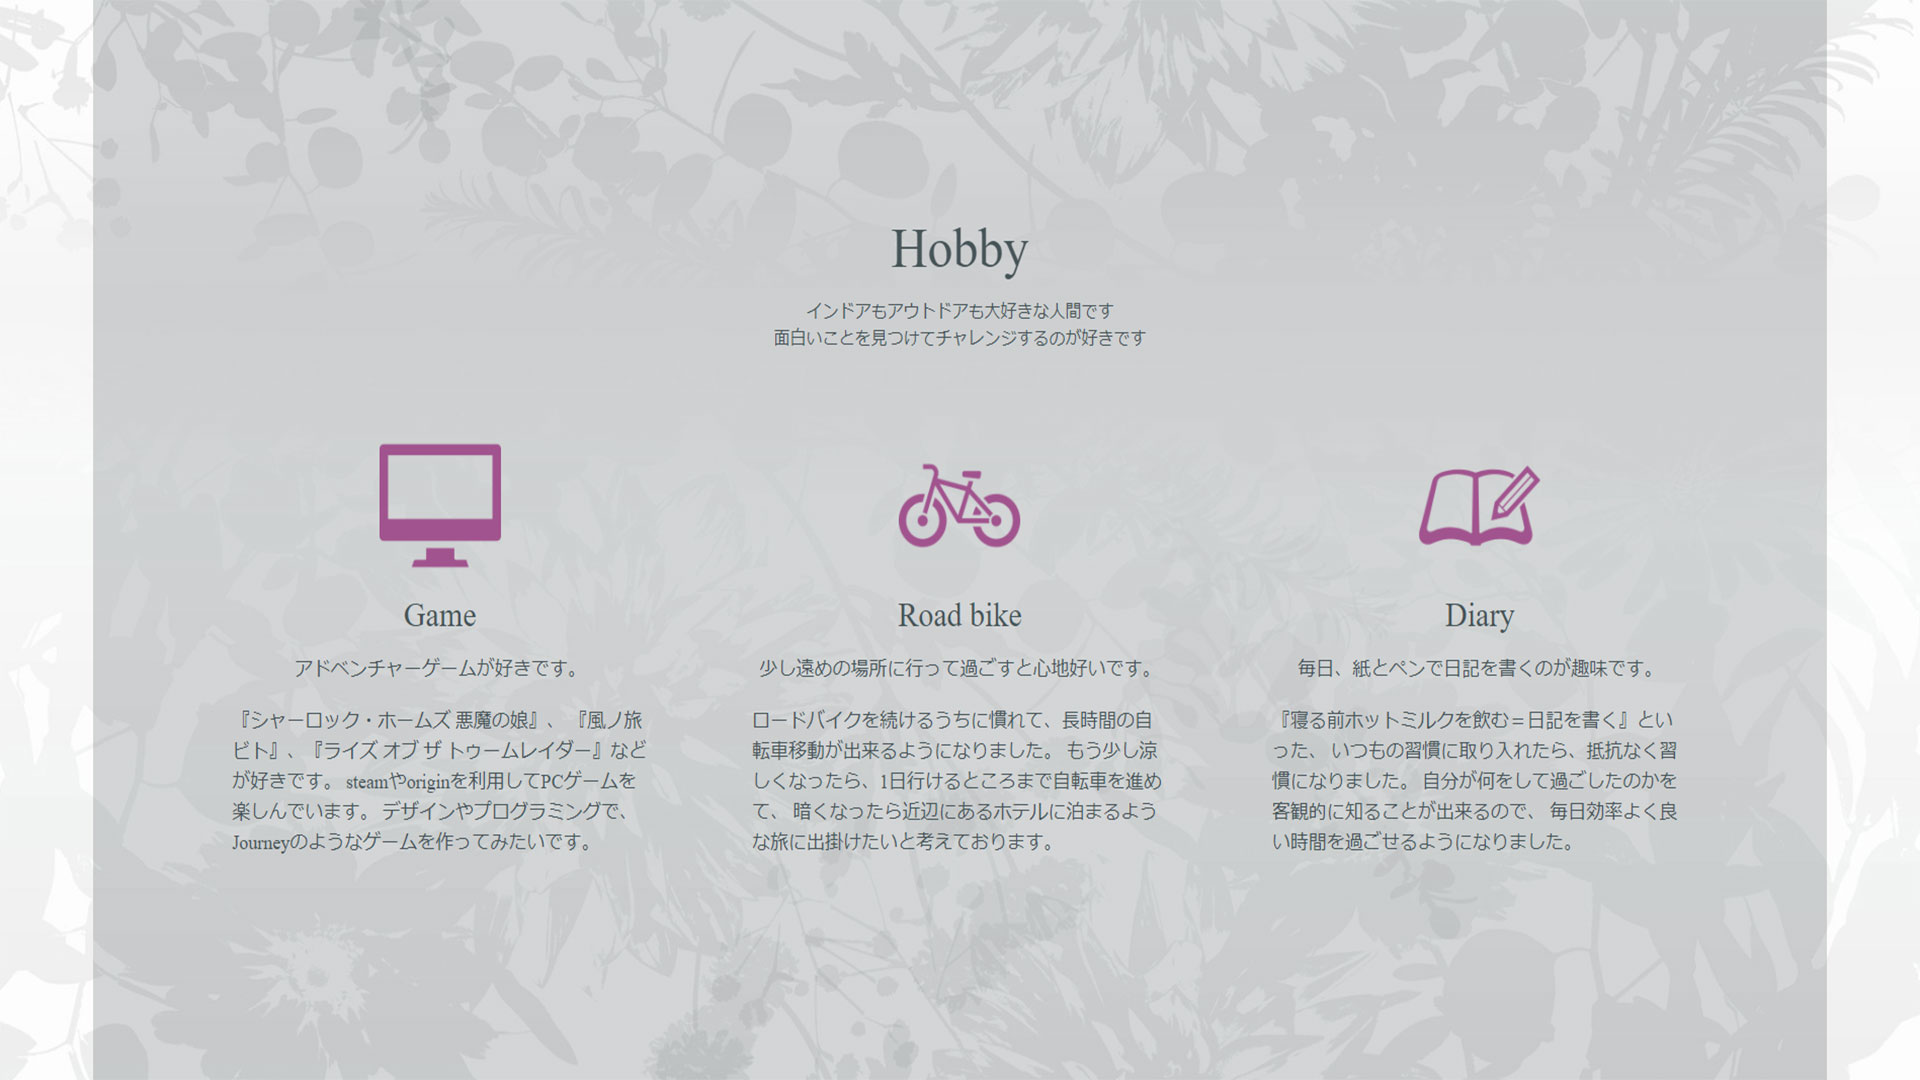 Hobby
インドアもアウトドアも大好きな人間です
面白いことを見つけてチャレンジするのが好きです
Game
アドベンチャーゲームが好きです。
『シャーロック・ホームズ 悪魔の娘』、 『風ノ旅
ビト』、『ライズ オブ ザ トゥームレイダー』など
が好きです。 steamやoriginを利用してPCゲームを
楽しんでいます。 デザインやプログラミングで、
Journeyのようなゲームを作ってみたいです。
Road bike
少し遠めの場所に行って過ごすと心地好いです。
ロードバイクを続けるうちに慣れて、長時間の自
転車移動が出来るようになりました。 もう少し涼
しくなったら、1日行けるところまで自転車を進め
て、 暗くなったら近辺にあるホテルに泊まるよう
な旅に出掛けたいと考えております。
Diary
毎日、紙とペンで日記を書くのが趣味です。
『寝る前ホットミルクを飲む＝日記を書く』とい
った、 いつもの習慣に取り入れたら、抵抗なく習
慣になりました。 自分が何をして過ごしたのかを
客観的に知ることが出来るので、 毎日効率よく良
い時間を過ごせるようになりました。